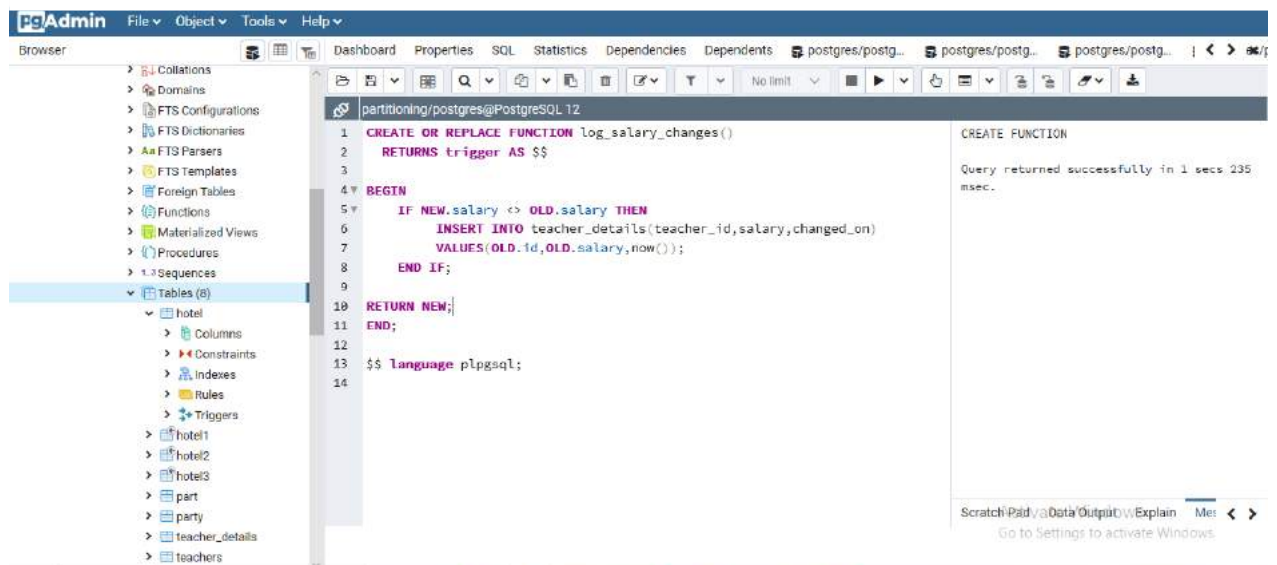 pgAdmin File Object Tools Help
Browser Dashboard Properties SQL Statistics Dependencies Dependents postgres/postg... postgres/postg... postgres/postg...
Collations
Domains
FTS Configurations
FTS Dictionaries
Aa FTS Parsers
FTS Templates
Foreign Tables
Functions
Materialized Views
Procedures
1..3 Sequences
Tables (8)
hotel
Columns
Constraints
Indexes
Rules
Triggers
hotel1
hotel2
hotel3
part
party
teacher_details
teachers
No limit
partitioning/postgres@PostgreSQL 12
1 CREATE OR REPLACE FUNCTION log_salary_changes()
2 RETURNS trigger AS $$
3
4 BEGIN
5 IF NEW.salary <> OLD.salary THEN
6 INSERT INTO teacher_details(teacher_id,salary,changed_on)
7 VALUES(OLD.id,OLD.salary,now());
8 END IF;
9
10 RETURN NEW;
11 END;
12
13 $$ language plpgsql;
14
CREATE FUNCTION
Query returned successfully in 1 secs 235
msec.
Scratch Pad Data Output Explain Mes
Activate Windows
Go to Settings to activate Windows.